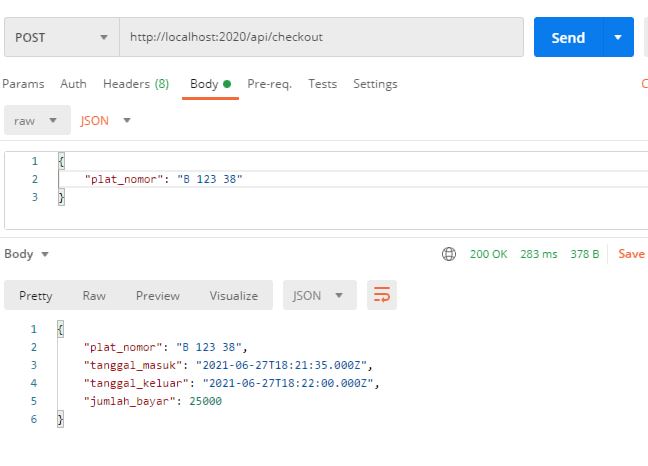 POST http://localhost:2020/api/checkout Send
Params Auth Headers (8) Body Pre-req. Tests Settings C
raw JSON
1 {
2 "plat_nomor": "B 123 38"
3 }
Body 200 OK 283 ms 378 B Save
Pretty Raw Preview Visualize JSON
1 {
2 "plat_nomor": "B 123 38",
3 "tanggal_masuk": "2021-06-27T18:21:35.000Z",
4 "tanggal_keluar": "2021-06-27T18:22:00.000Z",
5 "jumlah_bayar": 25000
6 }